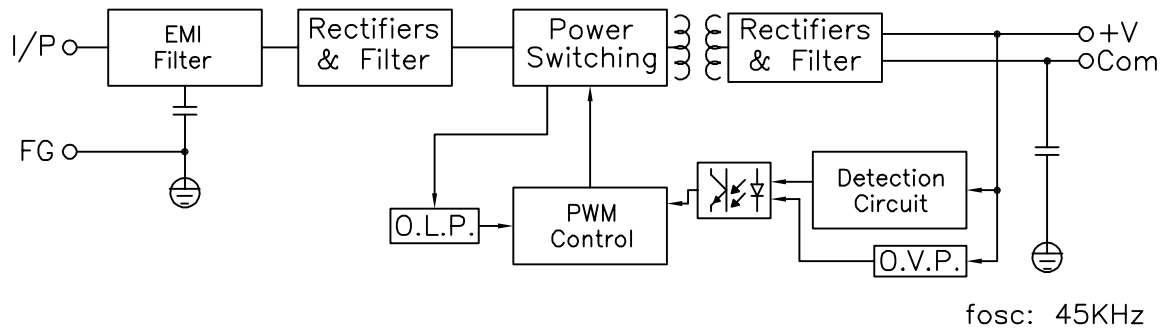 I/P
EMI
Filter
Rectifiers
& Filter
Power
Switching
Rectifiers
& Filter
+V
Com
FG
O.L.P.
PWM
Control
Detection
Circuit
O.V.P.
fosc: 45KHz